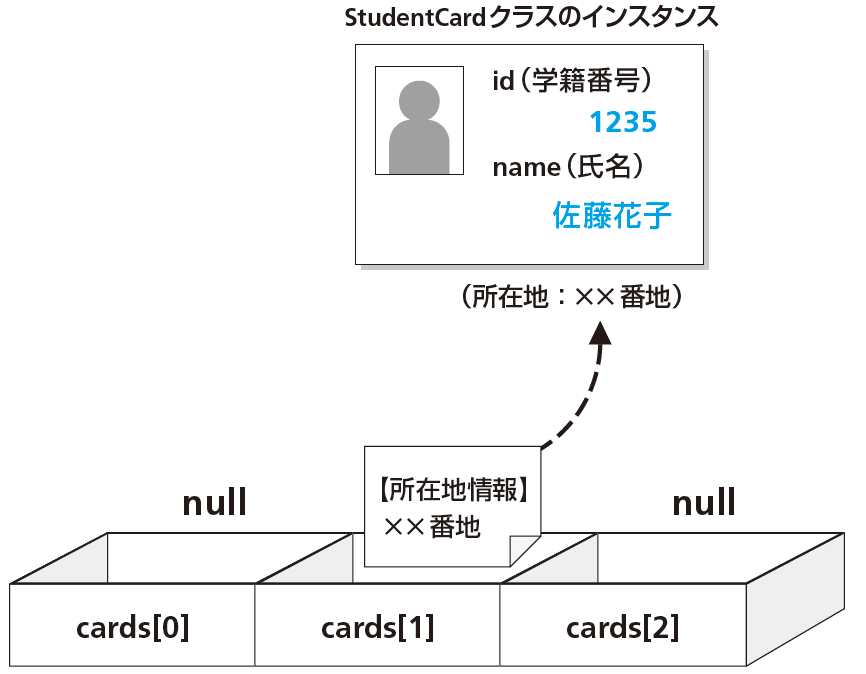 StudentCardクラスのインスタンス
id（学籍番号）
1235
name（氏名）
佐藤花子
（所在地：××番地）
【所在地情報】
××番地
null
null
cards[0]
cards[1]
cards[2]